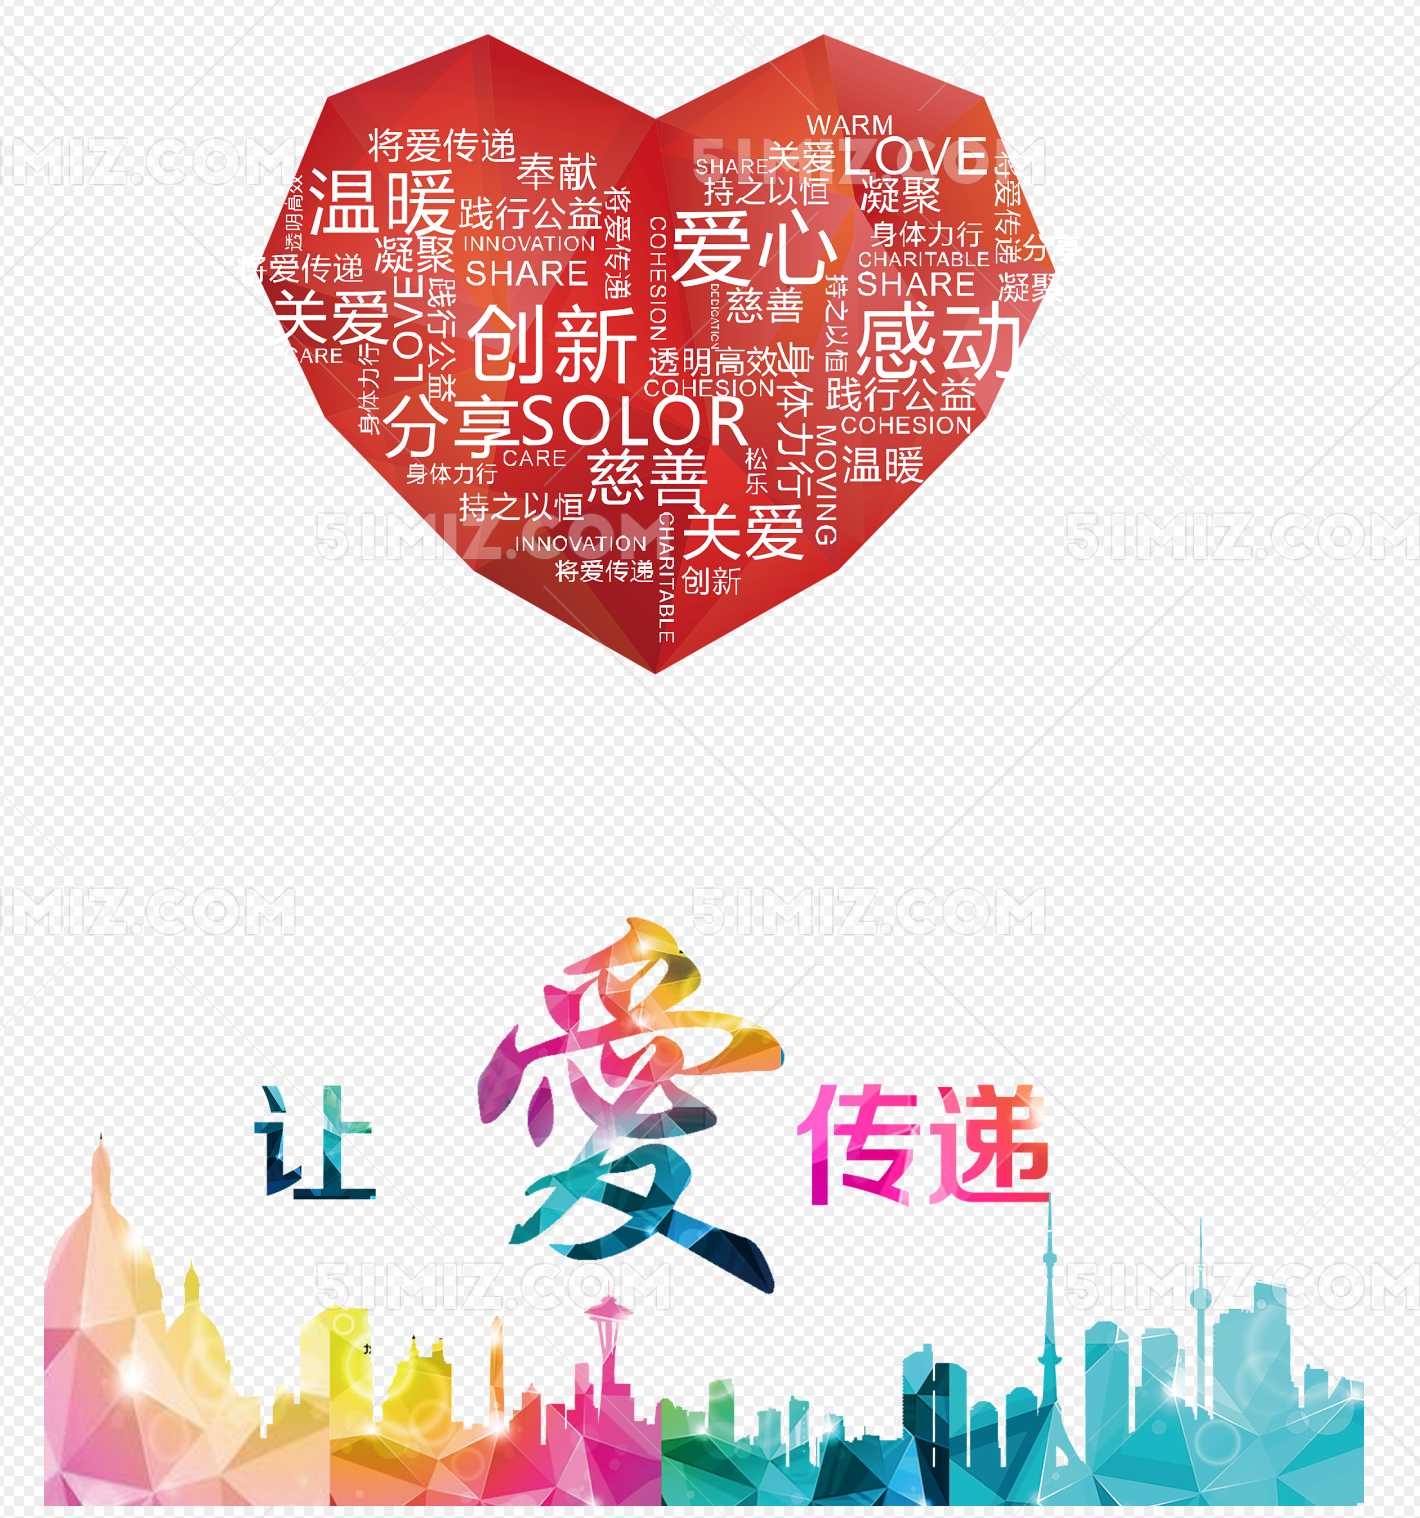 WARM
将爱传递
SHARE
关爱
LOVE
奉献
透明高效
温暖
持之以恒
凝聚
将爱传递
践行公益
将爱传递
COHESION
爱心
身体力行
分
凝聚
INNOVATION
CHARITABLE
将爱传递
SHARE
SHARE
凝聚
LOVE
践行公益
DEDICATION
慈善
持之以恒
关爱
创新
感动
CARE
身体力行
透明高效
身体力行
COHESION
践行公益
分享
SOLOR
COHESION
CARE
慈善
松乐
MOVING
温暖
身体力行
持之以恒
CHARITABLE
关爱
INNOVATION
将爱传递
创新
51MIZ.COM
让爱传递